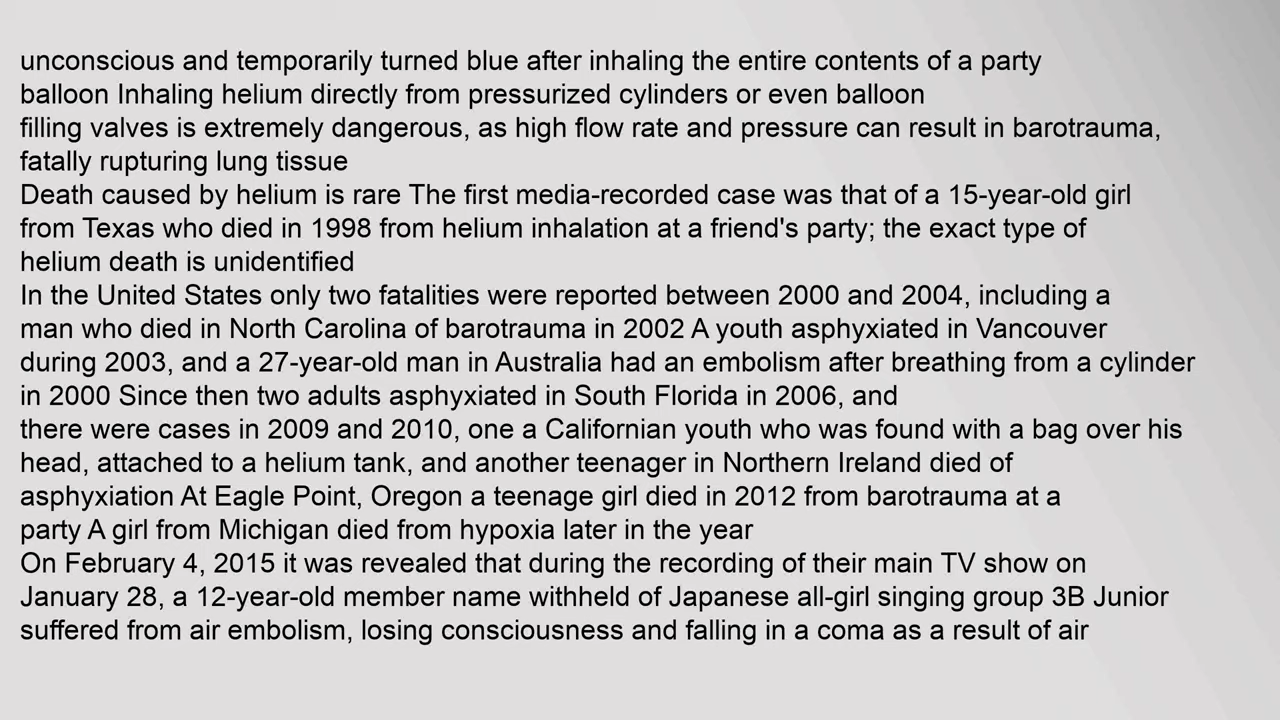 unconscious and temporarily turned blue after inhaling the entire contents of a party
balloon Inhaling helium directly from pressurized cylinders or even balloon
filling valves is extremely dangerous, as high flow rate and pressure can result in barotrauma,
fatally rupturing lung tissue
Death caused by helium is rare The first media-recorded case was that of a 15-year-old girl
from Texas who died in 1998 from helium inhalation at a friend's party; the exact type of
helium death is unidentified
In the United States only two fatalities were reported between 2000 and 2004, including a
man who died in North Carolina of barotrauma in 2002 A youth asphyxiated in Vancouver
during 2003, and a 27-year-old man in Australia had an embolism after breathing from a cylinder
in 2000 Since then two adults asphyxiated in South Florida in 2006, and
there were cases in 2009 and 2010, one a Californian youth who was found with a bag over his
head, attached to a helium tank, and another teenager in Northern Ireland died of
asphyxiation At Eagle Point, Oregon a teenage girl died in 2012 from barotrauma at a
party A girl from Michigan died from hypoxia later in the year
On February 4, 2015 it was revealed that during the recording of their main TV show on
January 28, a 12-year-old member name withheld of Japanese all-girl singing group 3B Junior
suffered from air embolism, losing consciousness and falling in a coma as a result of air